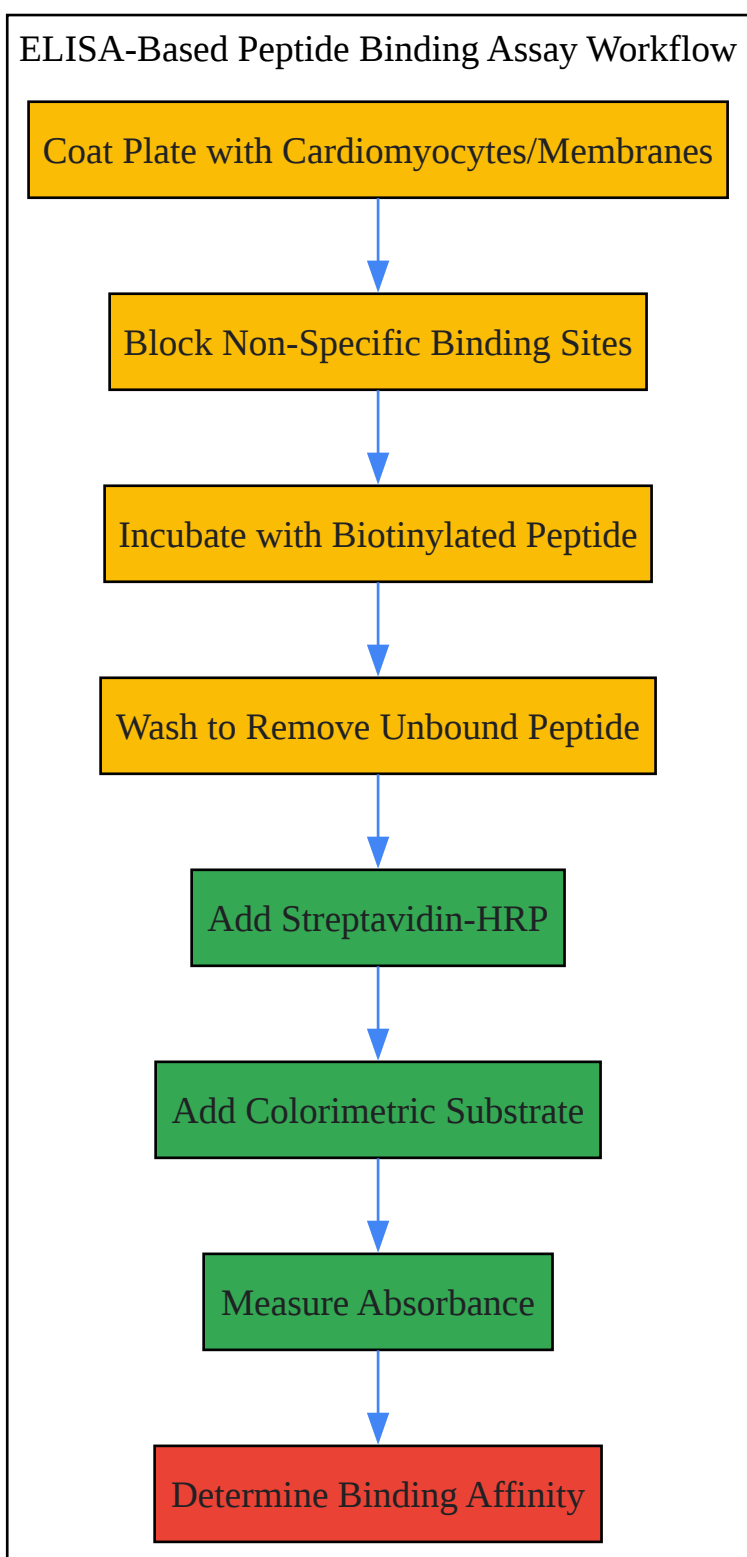 ELISA-Based Peptide Binding Assay Workflow
Coat Plate with Cardiomyocytes/Membranes
Block Non-Specific Binding Sites
Incubate with Biotinylated Peptide
Wash to Remove Unbound Peptide
Add Streptavidin-HRP
Add Colorimetric Substrate
Measure Absorbance
Determine Binding Affinity